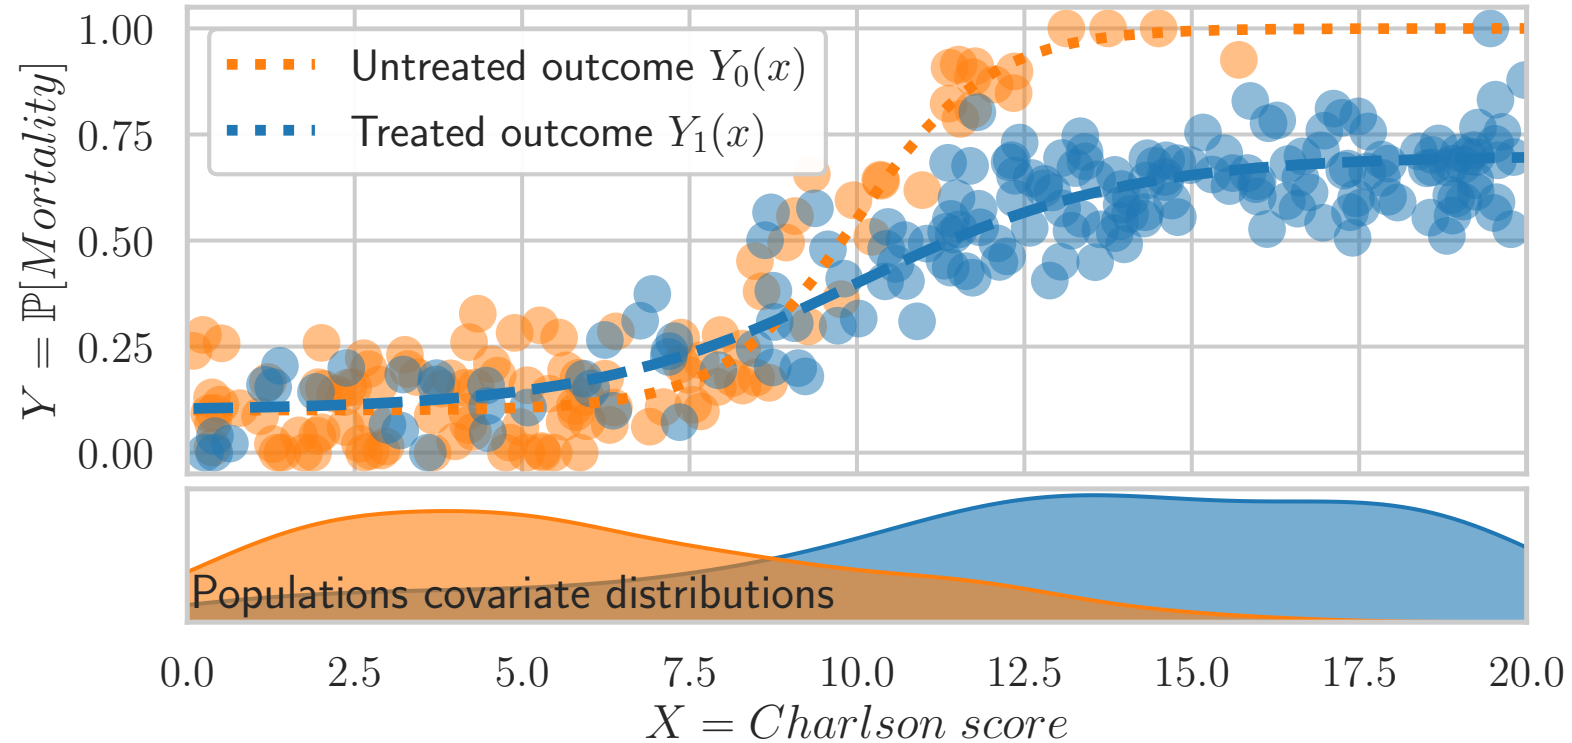 1.00
0.75
0.50
0.25
0.00
Y = ℙ[Mortality]
Untreated outcome Y₀(x)
Treated outcome Y₁(x)
Populations covariate distributions
0.0 2.5 5.0 7.5 10.0 12.5 15.0 17.5 20.0
X = Charlson score